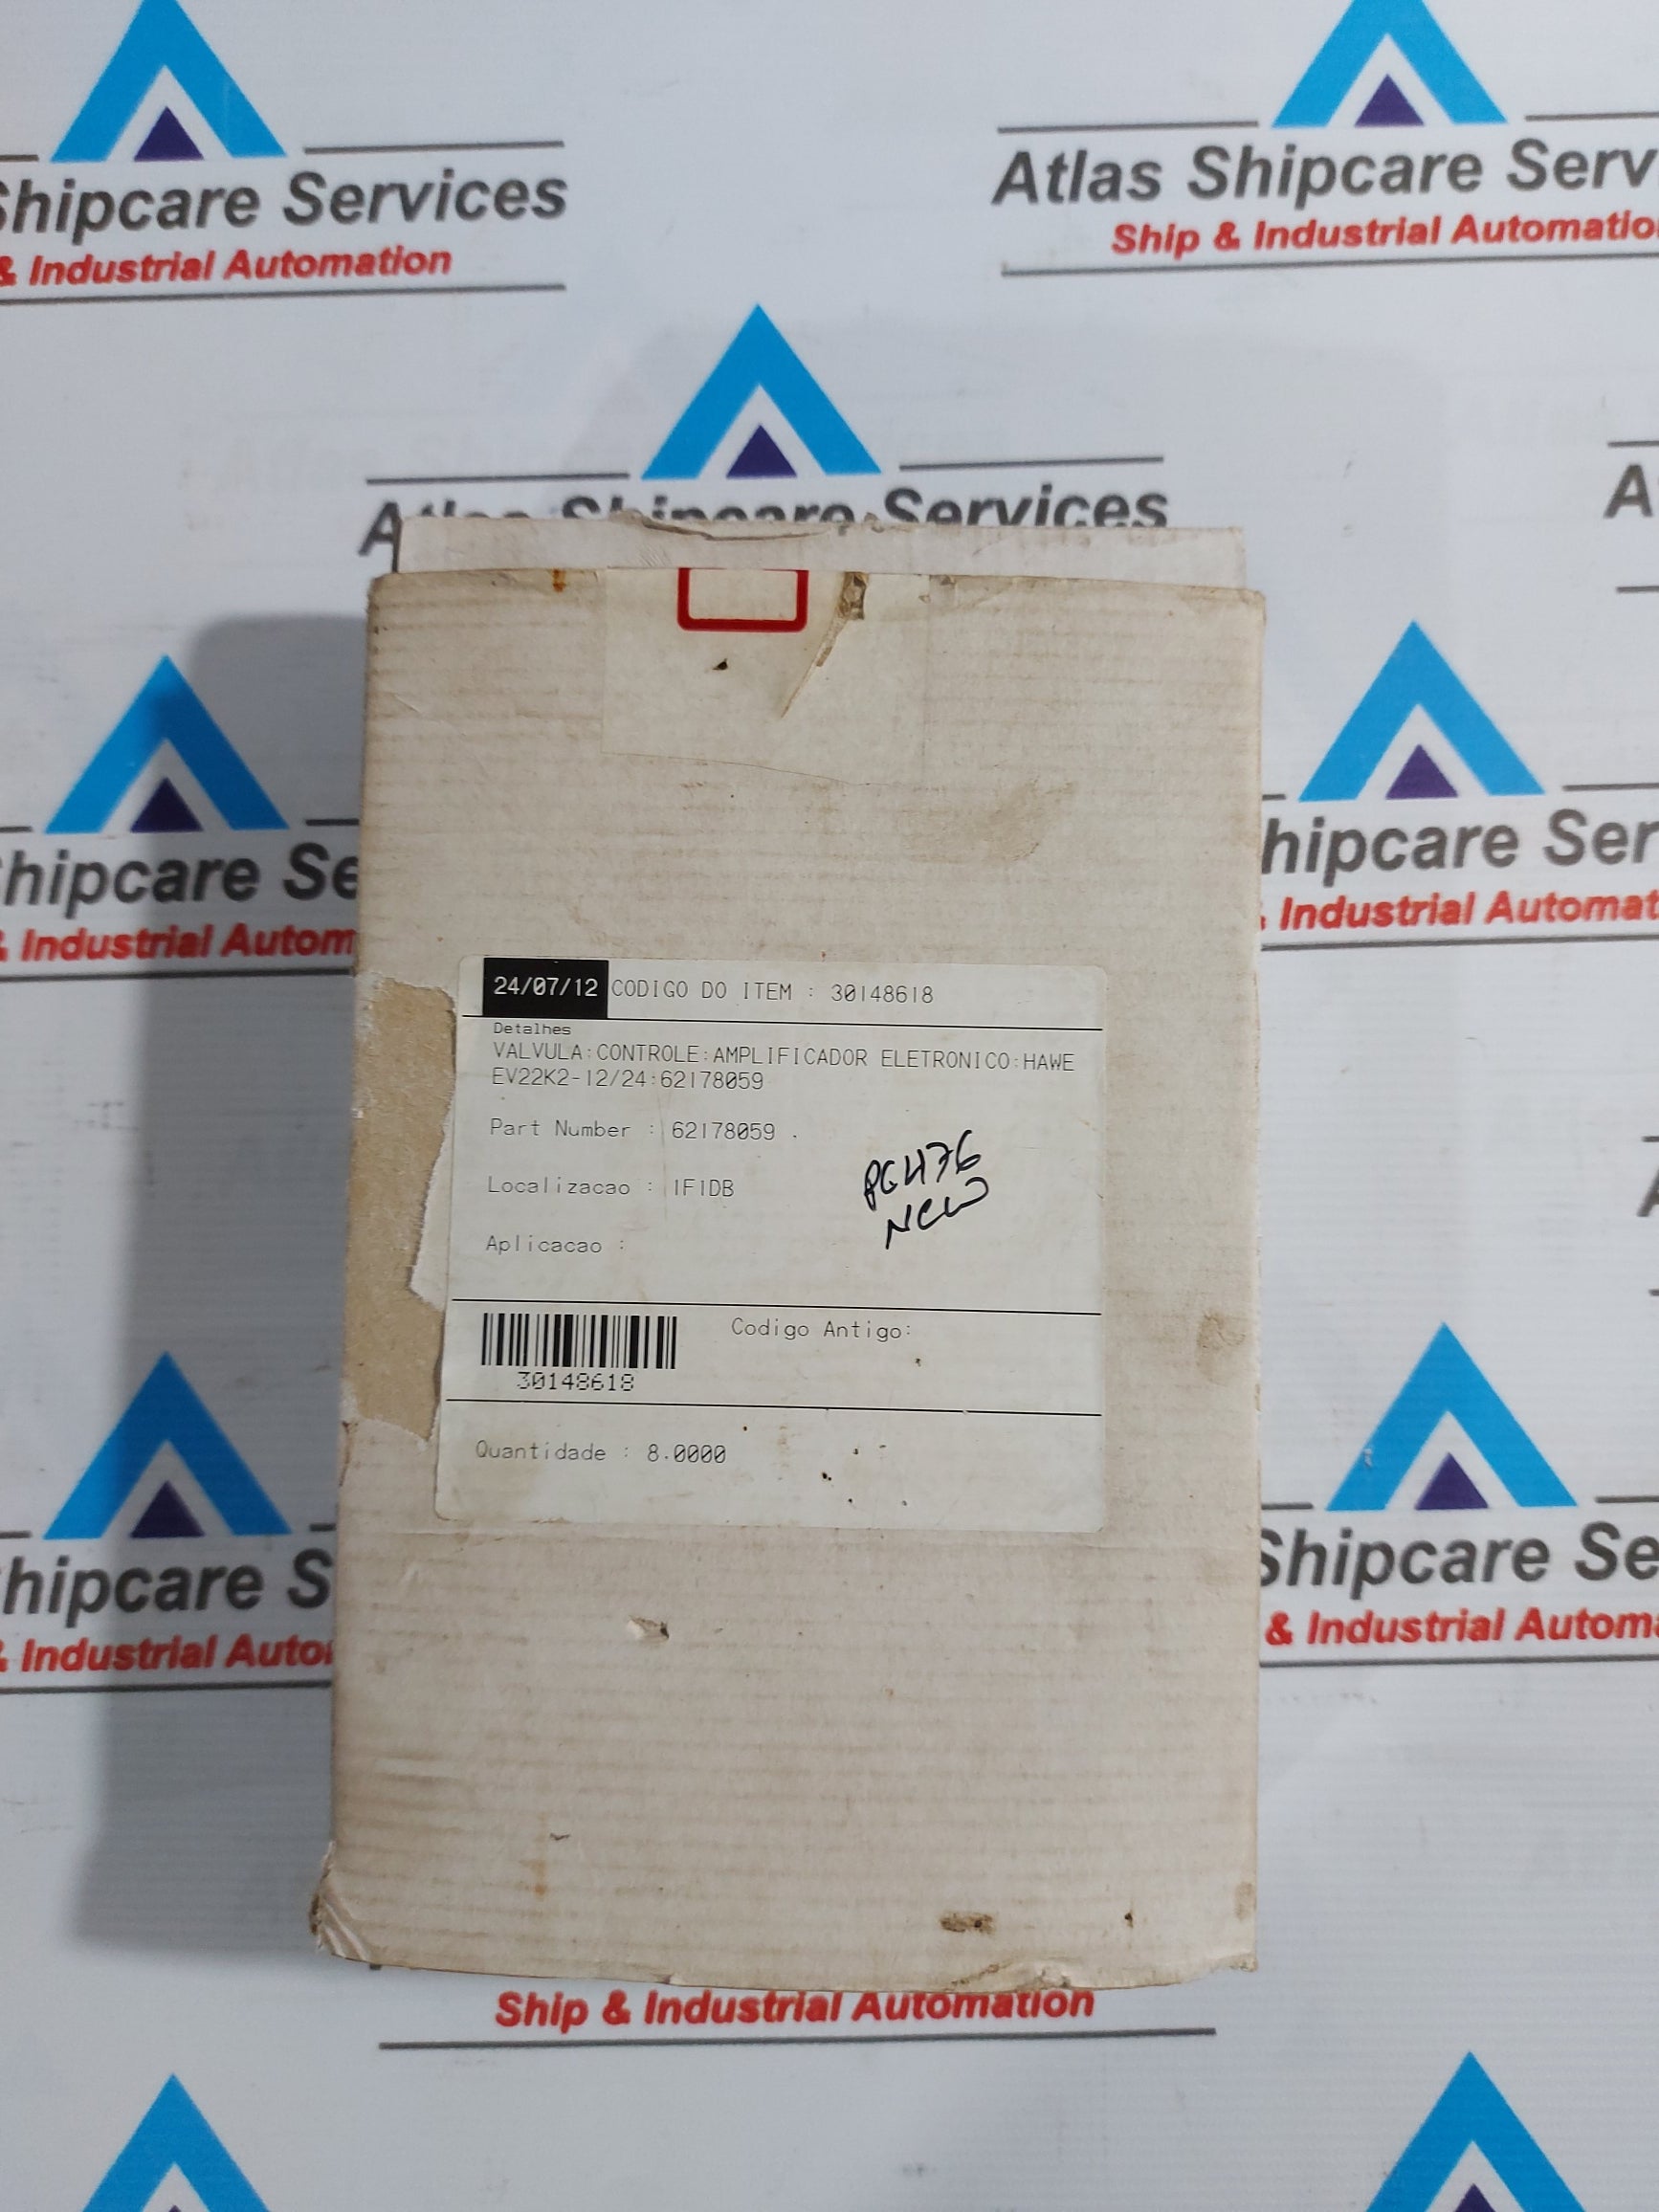 Shipcare Services
& Industrial Automation
Atlas Shipcare Serv
Ship & Industrial Automatio
Atlas Shipcare Services
hipcare Se
& Industrial Autom
hipcare Ser
Industrial Automat
24/07/12 CODIGO DO ITEM : 30148618
Detalhes
VALVULA:CONTROLE:AMPLIFICADOR ELETRONICO:HAWE
EV22K2-12/24:62178059
Part Number : 62178059 .
Localizacao : 1F1DB
Aplicacao :
NEW
30148618
Codigo Antigo:
Quantidade : 8.0000
hipcare S
& Industrial Auto
Shipcare Se
& Industrial Autom
Ship & Industrial Automation